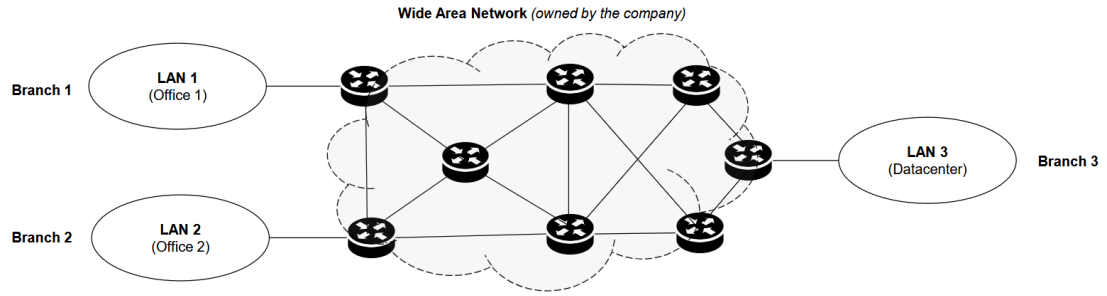 Wide Area Network (owned by the company)
Branch 1
LAN 1
(Office 1)
LAN 3
(Datacenter)
Branch 3
Branch 2
LAN 2
(Office 2)